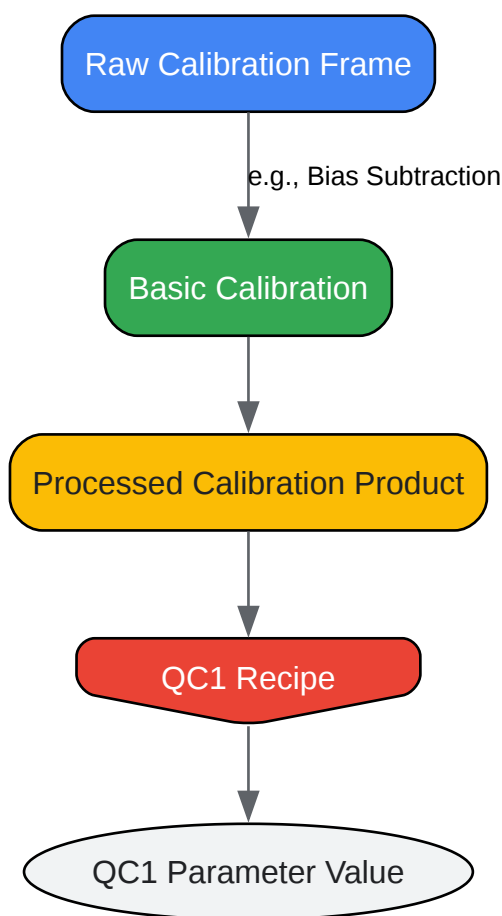 Raw Calibration Frame
e.g., Bias Subtraction
Basic Calibration
Processed Calibration Product
QC1 Recipe
QC1 Parameter Value